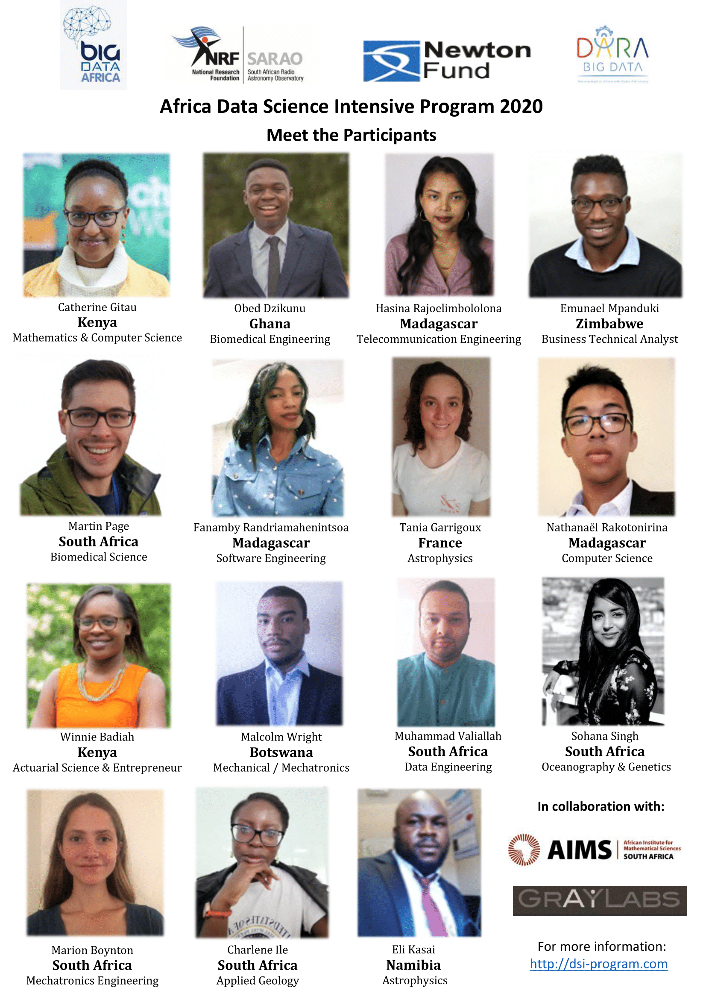 BIG
DATA
AFRICA
NRF
National Research
Foundation
SARAO
South African Radio
Astronomy Observatory
Newton
Fund
DARA
BIG DATA
Development in Africa with Radio Astronomy
Africa Data Science Intensive Program 2020
Meet the Participants
ch
WO
Catherine Gitau
Kenya
Mathematics & Computer Science
Obed Dzikunu
Ghana
Biomedical Engineering
Hasina Rajoelimbololona
Madagascar
Telecommunication Engineering
Emunael Mpanduki
Zimbabwe
Business Technical Analyst
Martin Page
South Africa
Biomedical Science
Fanamby Randriamahenintsoa
Madagascar
Software Engineering
Tania Garrigoux
France
Astrophysics
Nathanaël Rakotonirina
Madagascar
Computer Science
Winnie Badiah
Kenya
Actuarial Science & Entrepreneur
Malcolm Wright
Botswana
Mechanical / Mechatronics
Muhammad Valiallah
South Africa
Data Engineering
Sohana Singh
South Africa
Oceanography & Genetics
Marion Boynton
South Africa
Mechatronics Engineering
Charlene Ile
South Africa
Applied Geology
Eli Kasai
Namibia
Astrophysics
In collaboration with:
AIMS
African Institute for
Mathematical Sciences
SOUTH AFRICA
GRAYLABS
For more information:
http://dsi-program.com